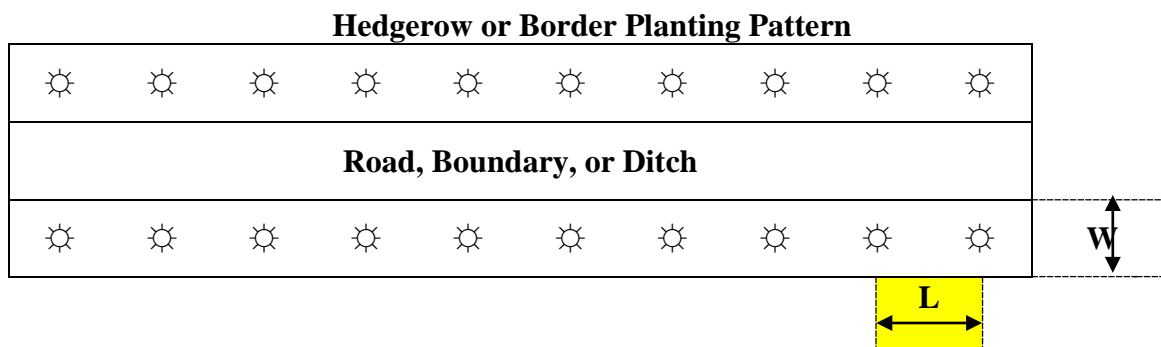 Hedgerow or Border Planting Pattern
Road, Boundary, or Ditch
W
L